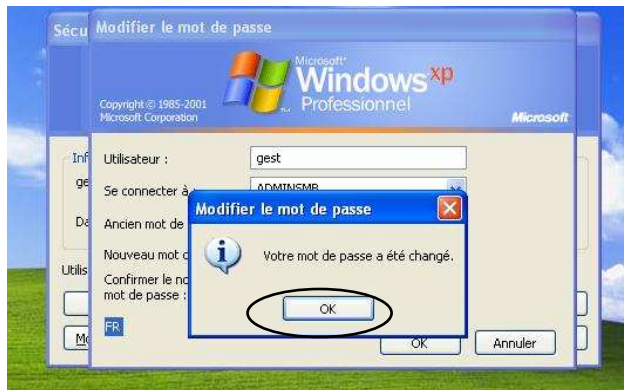 Sécu
Modifier le mot de passe
Microsoft®
Windows xp
Professionnel
Copyright © 1985-2001
Microsoft Corporation
Microsoft
Inf
ge
Da
Utilis
Utilisateur :
gest
Se connecter à :
ADMINSMB
Ancien mot de
Nouveau mot d
Confirmer le no
mot de passe :
FR
Modifier le mot de passe
Votre mot de passe a été changé.
OK
OK
Annuler